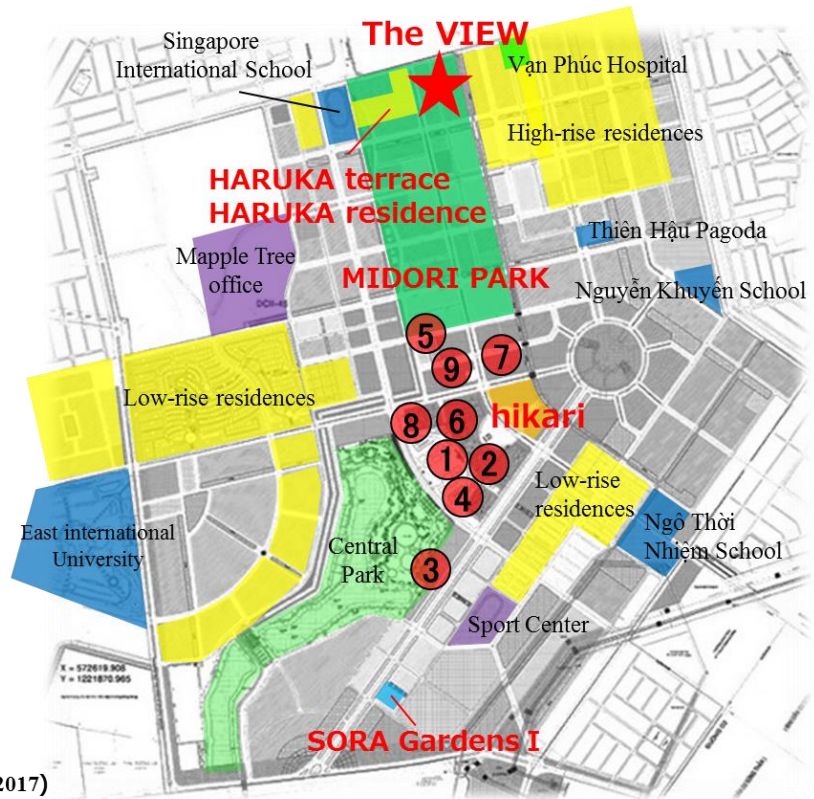 The VIEW
Singapore
International School
Vạn Phúc Hospital
High-rise residences
HARUKA terrace
HARUKA residence
Thiên Hậu Pagoda
Mapple Tree
office
MIDORI PARK
Nguyễn Khuyến School
5
9
7
Low-rise residences
8
6
hikari
1
2
4
Low-rise
residences
East international
University
Central
Park
3
Ngô Thời
Nhiệm School
Sport Center
X = 572619.908
Y = 1221870.965
SORA Gardens I
2017)